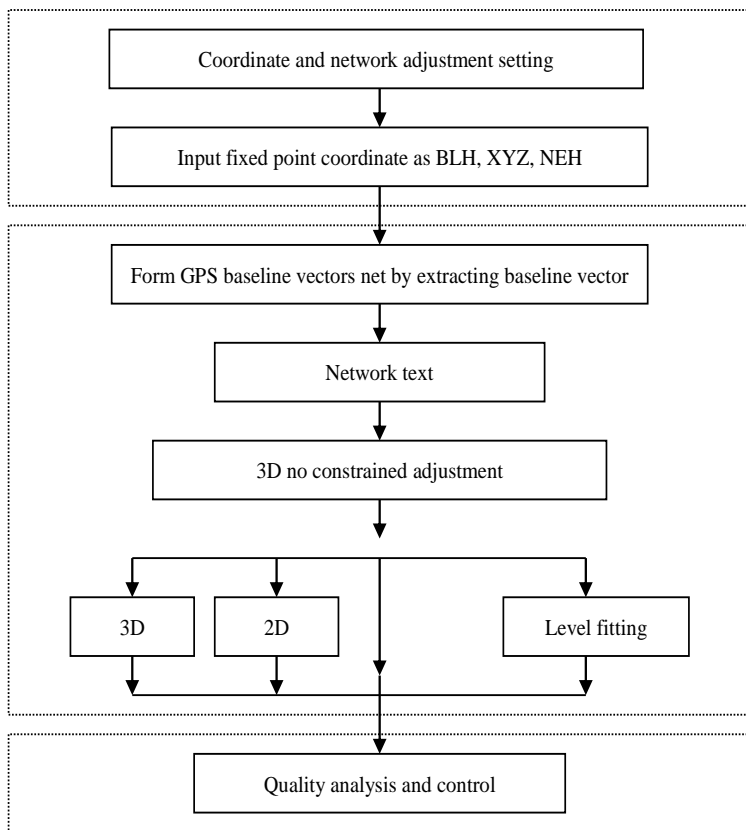 Coordinate and network adjustment setting
Input fixed point coordinate as BLH, XYZ, NEH
Form GPS baseline vectors net by extracting baseline vector
Network text
3D no constrained adjustment
3D
2D
Level fitting
Quality analysis and control